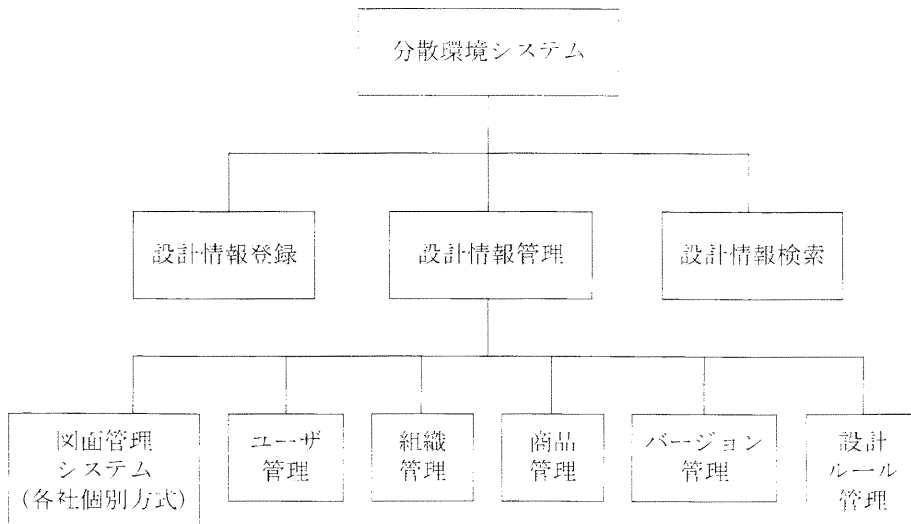 分散環境システム
設計情報登録
設計情報管理
設計情報検索
図面管理
システム
(各社個別方式)
ユーザ
管理
組織
管理
商品
管理
バージョン
管理
設計
ルール
管理